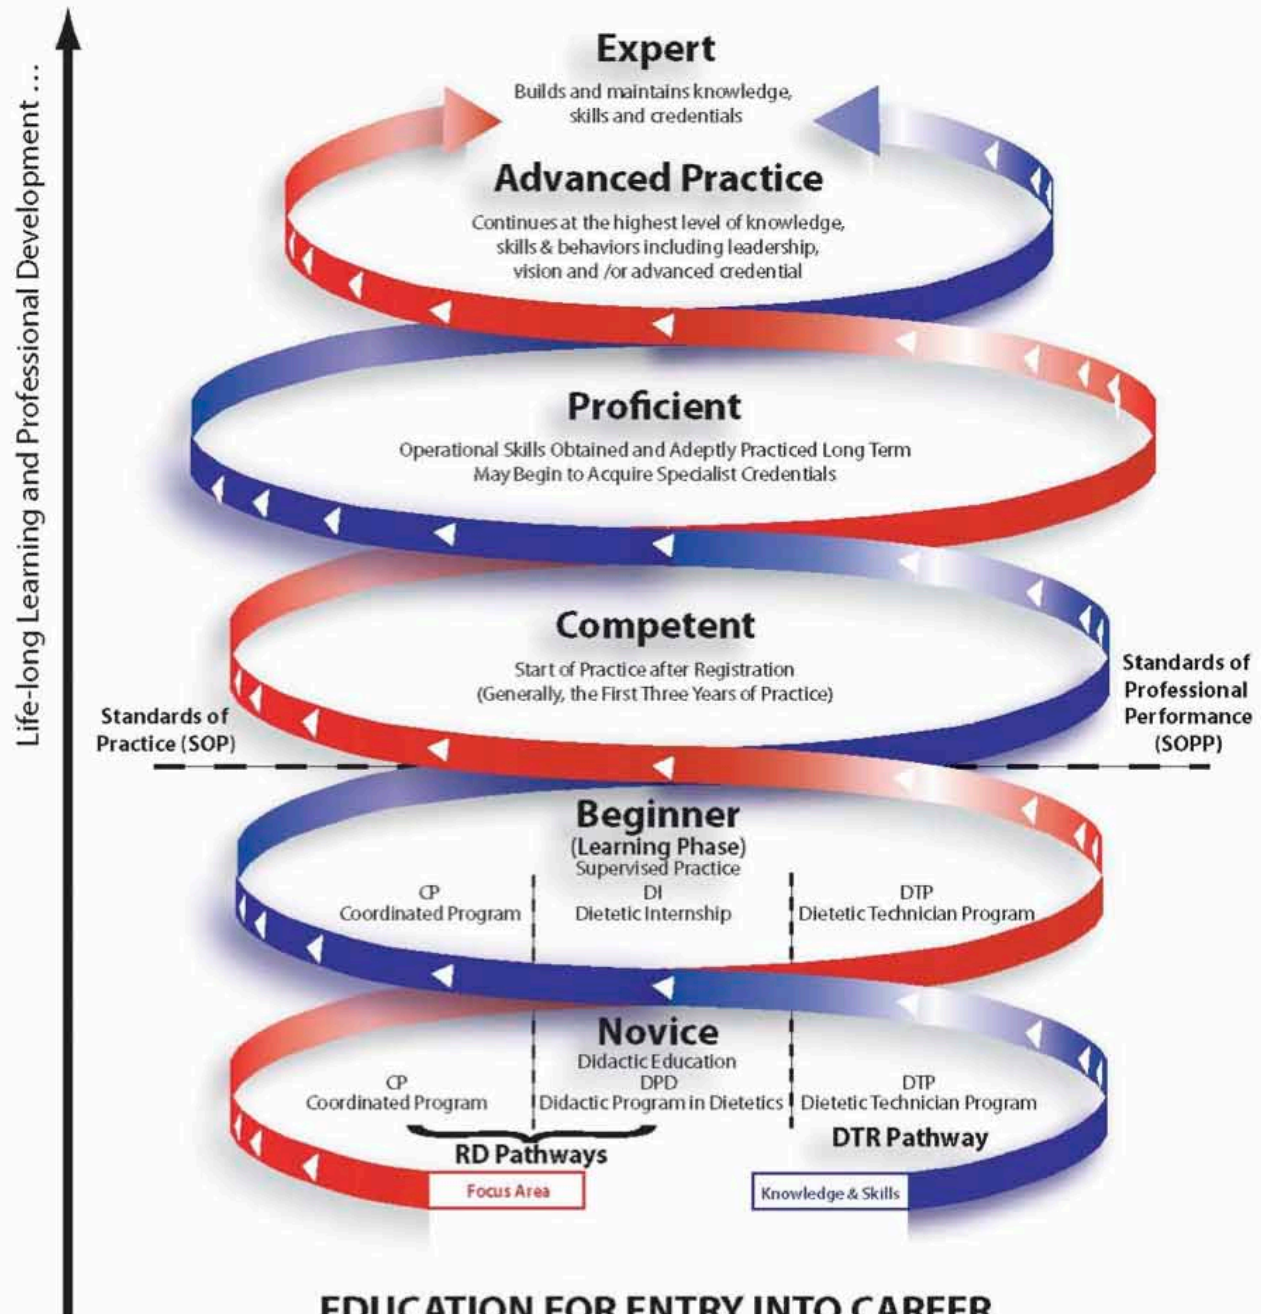 Life-long Learning and Professional Development ...
Expert
Builds and maintains knowledge,
skills and credentials
Advanced Practice
Continues at the highest level of knowledge,
skills & behaviors including leadership,
vision and /or advanced credential
Proficient
Operational Skills Obtained and Adeptly Practiced Long Term
May Begin to Acquire Specialist Credentials
Competent
Start of Practice after Registration
(Generally, the First Three Years of Practice)
Standards of
Practice (SOP)
Standards of
Professional
Performance
(SOPP)
Beginner
(Learning Phase)
Supervised Practice
CP
Coordinated Program
DI
Dietetic Internship
DTP
Dietetic Technician Program
Novice
Didactic Education
CP
Coordinated Program
DPD
Didactic Program in Dietetics
DTP
Dietetic Technician Program
RD Pathways
DTR Pathway
Focus Area
Knowledge & Skills
EDUCATION FOR ENTRY INTO CAREER